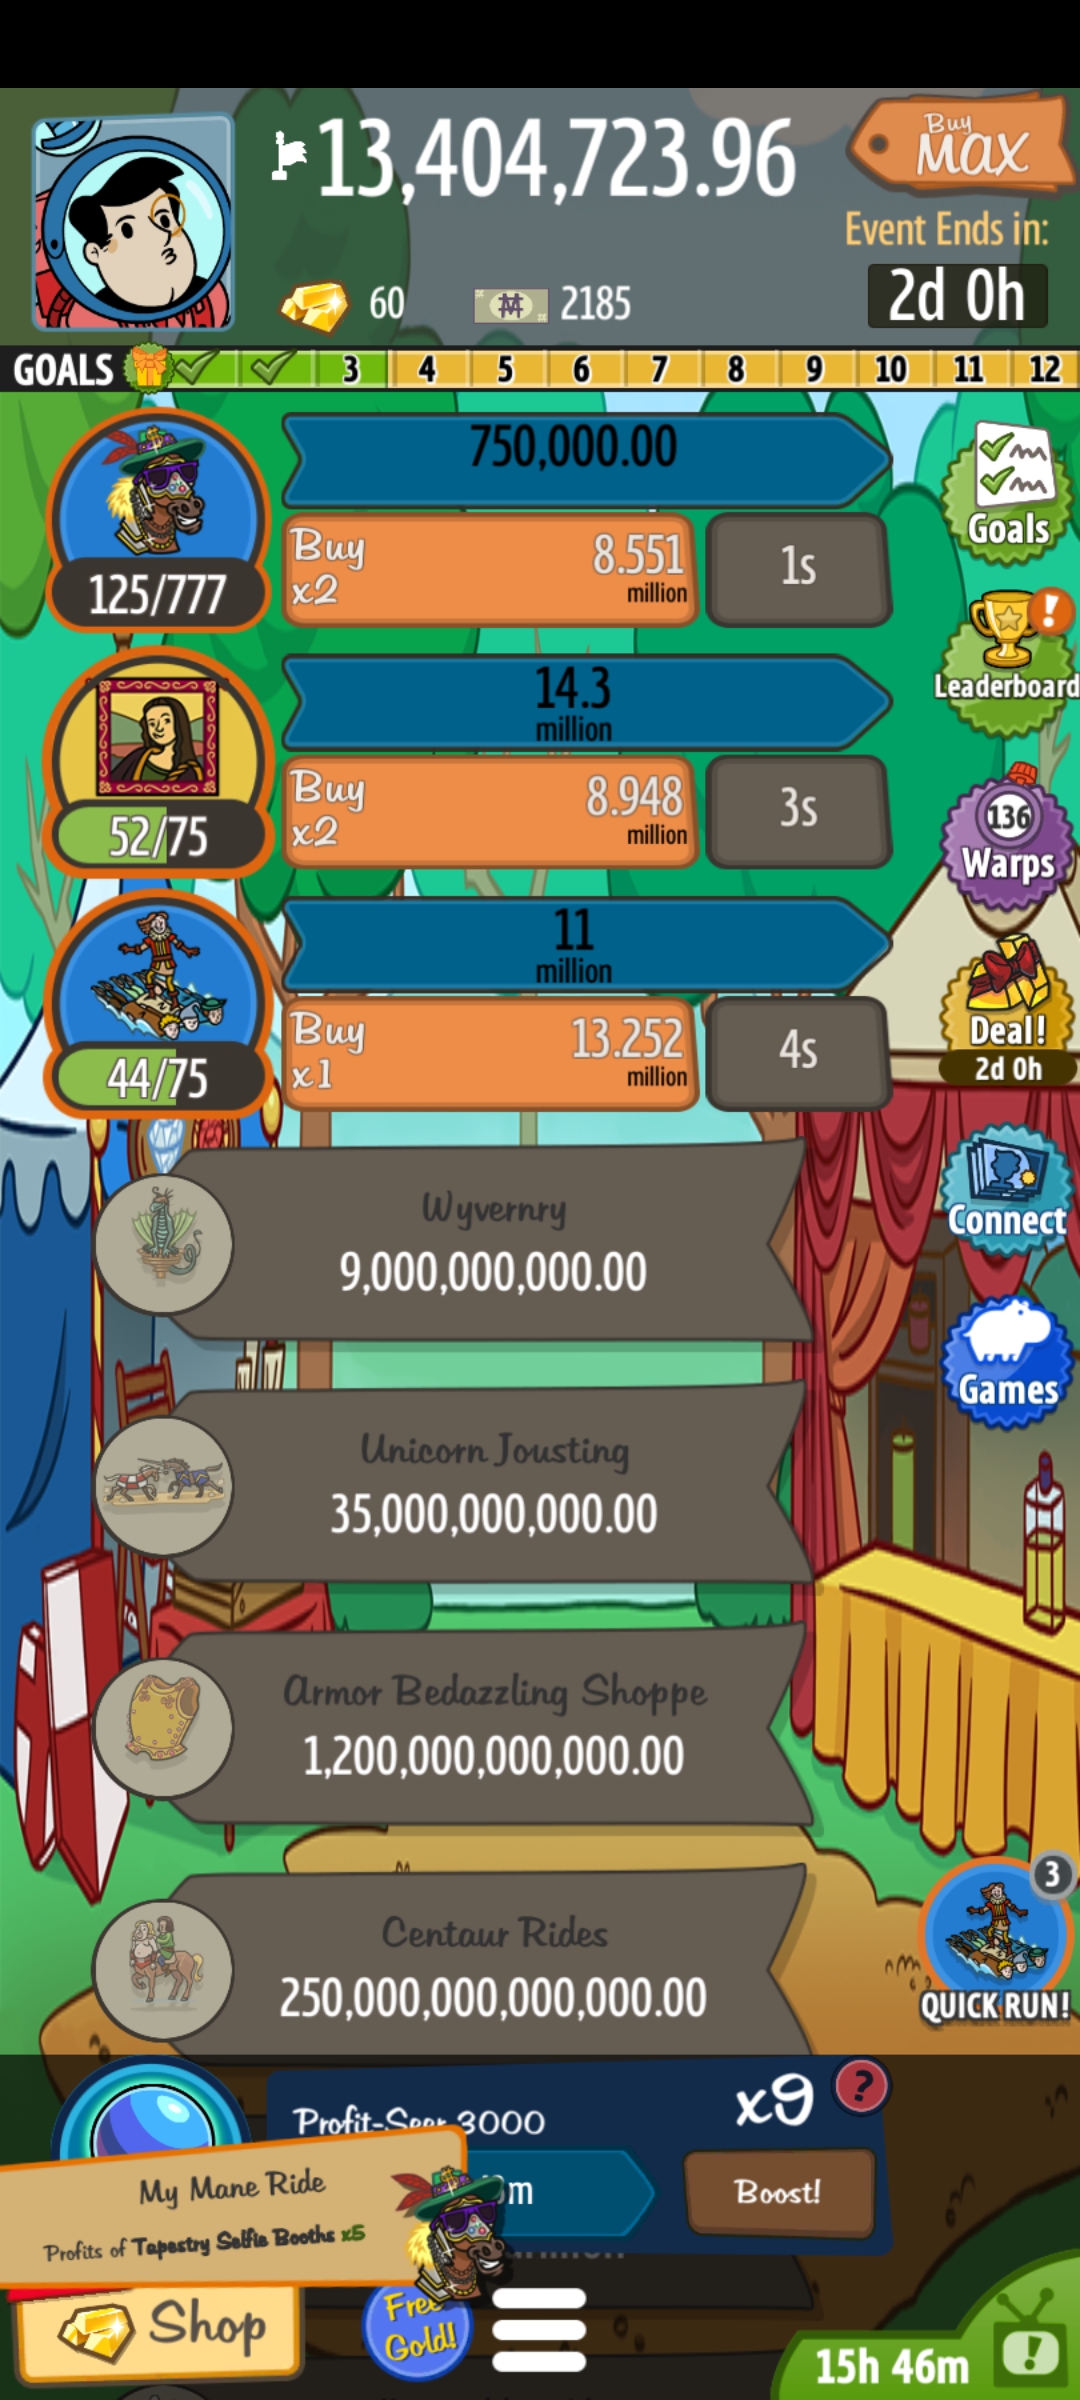 13,404,723.96
Buy
MAX
Event Ends in:
2d 0h
60
2185
GOALS
3
4
5
6
7
8
9
10
11
12
750,000.00
125/777
Buy
x2
8.551
million
1s
Goals
14.3
million
52/75
Buy
x2
8.948
million
3s
Leaderboard
136
Warps
11
million
44/75
Buy
x1
13.252
million
4s
Deal!
2d 0h
Wyvernry
9,000,000,000.00
Connect
Unicorn Jousting
35,000,000,000.00
Games
Armor Bedazzling Shoppe
1,200,000,000,000.00
Centaur Rides
250,000,000,000,000.00
3
QUICK RUN!
Profit-Seer 3000
x9
?
Boost!
My Mane Ride
Profits of Tapestry Selfie Booths x5
Shop
Free
Gold!
15h 46m
!